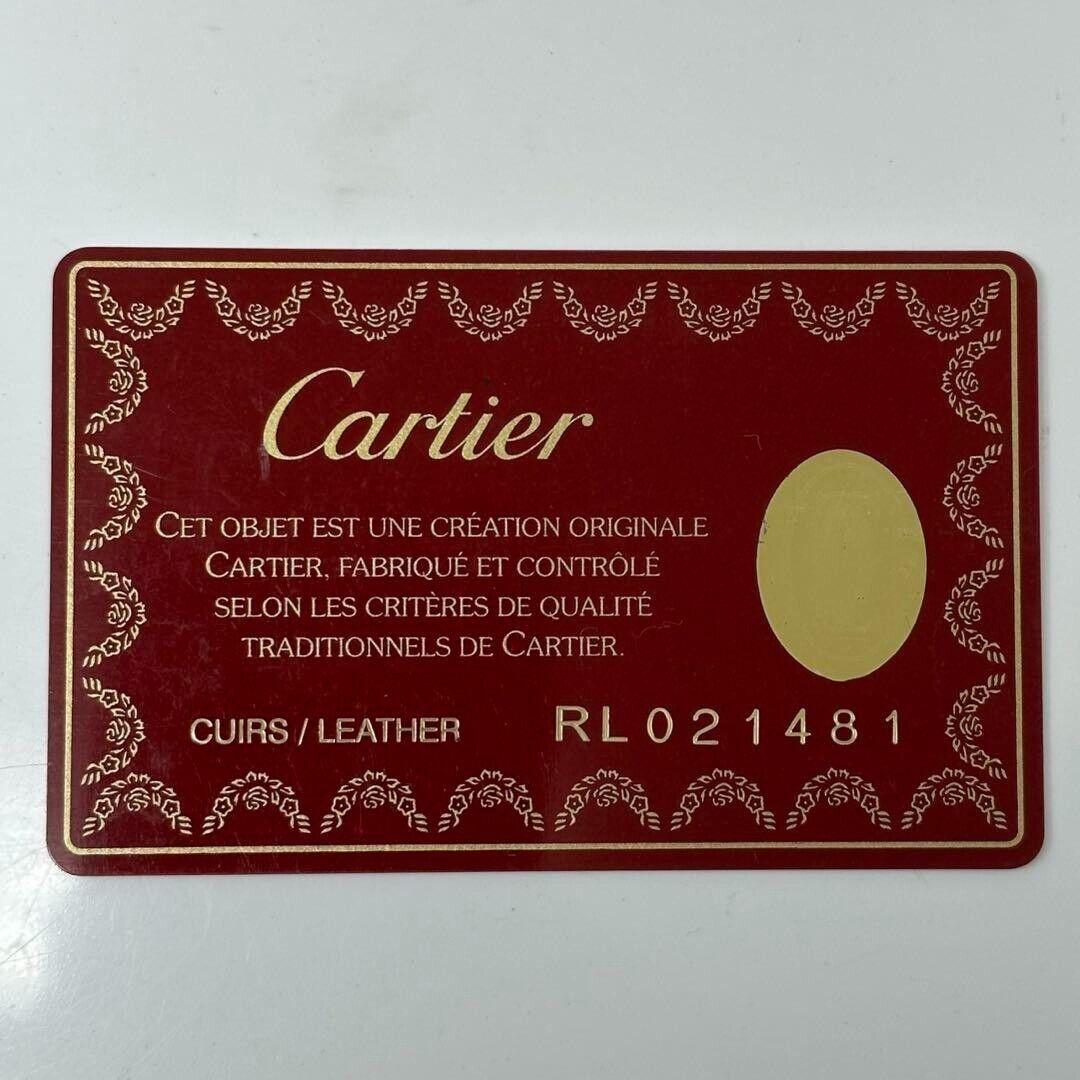 Cartier
CET OBJET EST UNE CRÉATION ORIGINALE
CARTIER, FABRIQUÉ ET CONTRÔLÉ
SELON LES CRITÈRES DE QUALITÉ
TRADITIONNELS DE CARTIER.
CUIRS / LEATHER RL021481